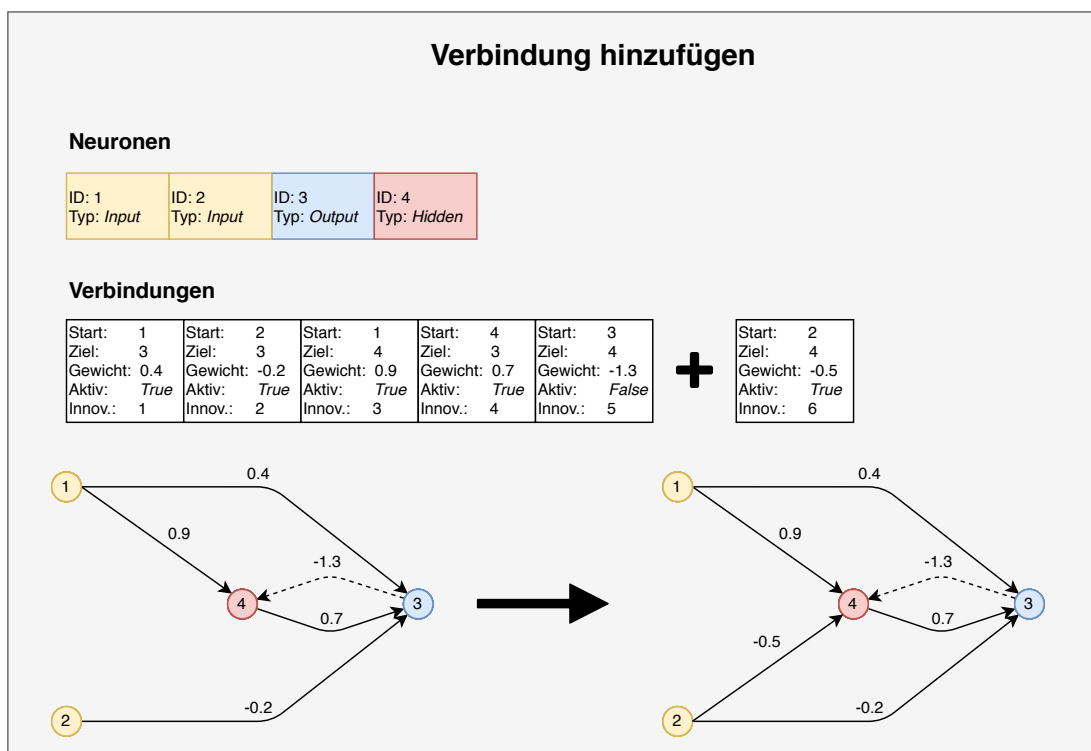 Verbindung hinzufügen
Neuronen
ID: 1 ID: 2 ID: 3 ID: 4
Typ: Input Typ: Input Typ: Output Typ: Hidden
Verbindungen
Start: 1 Start: 2 Start: 1 Start: 4 Start: 3 Start: 2
Ziel: 3 Ziel: 3 Ziel: 4 Ziel: 3 Ziel: 4 Ziel: 4
Gewicht: 0.4 Gewicht: -0.2 Gewicht: 0.9 Gewicht: 0.7 Gewicht: -1.3 Gewicht: -0.5
Aktiv: True Aktiv: True Aktiv: True Aktiv: True Aktiv: False Aktiv: True
Innov.: 1 Innov.: 2 Innov.: 3 Innov.: 4 Innov.: 5 Innov.: 6
0.4
1
0.9
-1.3
4
3
0.7
-0.2
2
0.4
1
0.9
-1.3
4
3
0.7
-0.5
-0.2
2